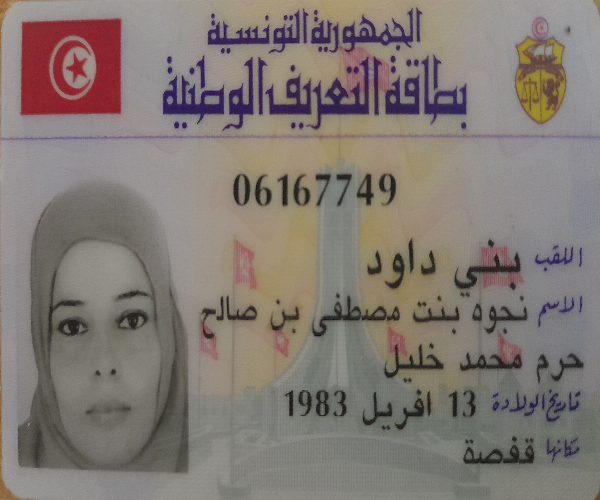 الجمهورية التونسية
بطاقة التعريف الوطنية
06167749
اللقب بني داود
الاسم نجوه بنت مصطفى بن صالح
حرم محمد خليل
تاريخ الولادة 13 افريل 1983
مكانها قفصة